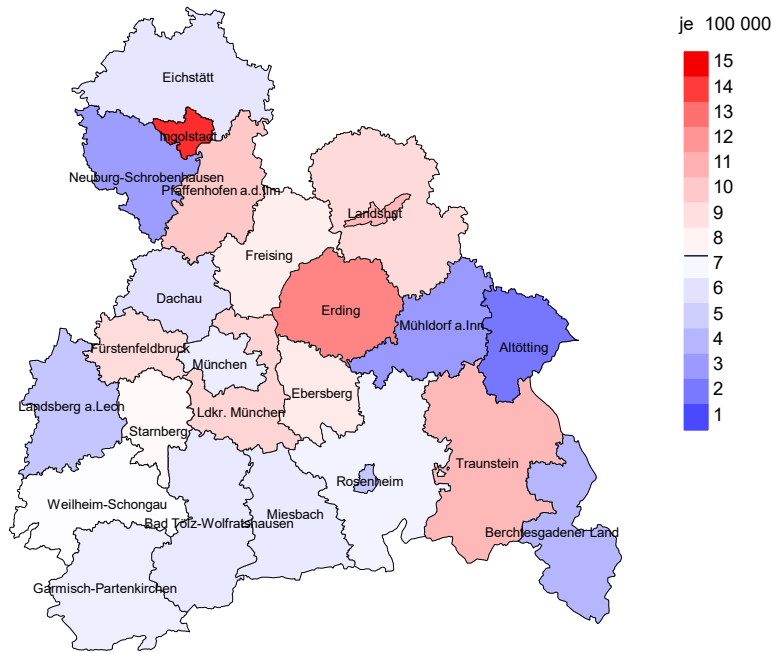 je 100 000
15
14
13
12
11
10
9
8
7
6
5
4
3
2
1
Eichstätt
Ingolstadt
Neuburg-Schrobenhausen
Pfaffenhofen a.d.Ilm
Landshut
Freising
Dachau
Erding
Mühldorf a.Inn
Altötting
Fürstenfeldbruck
München
Ebersberg
Landsberg a.Lech
Ldkr. München
Starnberg
Traunstein
Rosenheim
Weilheim-Schongau
Miesbach
Bad Tölz-Wolfratshausen
Berchtesgadener Land
Garmisch-Partenkirchen